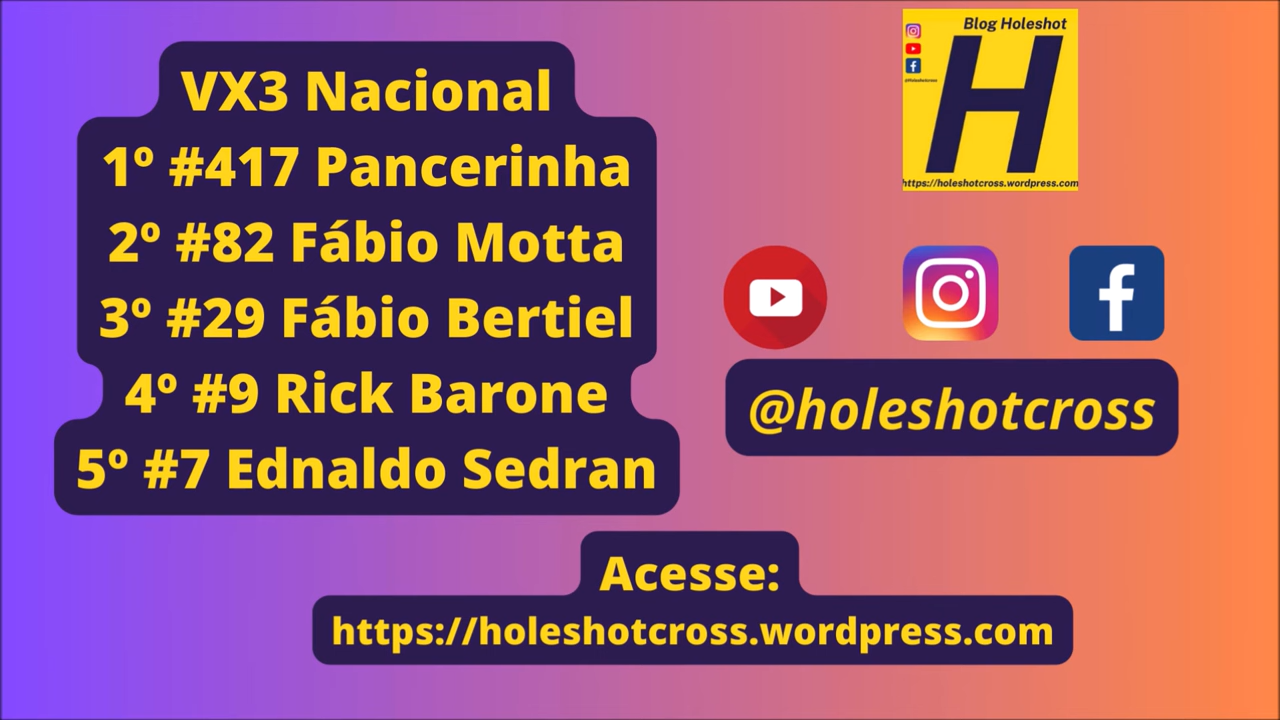 VX3 Nacional
1º #417 Pancerinha
2º #82 Fábio Motta
3º #29 Fábio Bertiel
4º #9 Rick Barone
5º #7 Ednaldo Sedran
Blog Holeshot
@holeshotcross
H
https://holeshotcross.wordpress.com
@holeshotcross
Acesse:
https://holeshotcross.wordpress.com